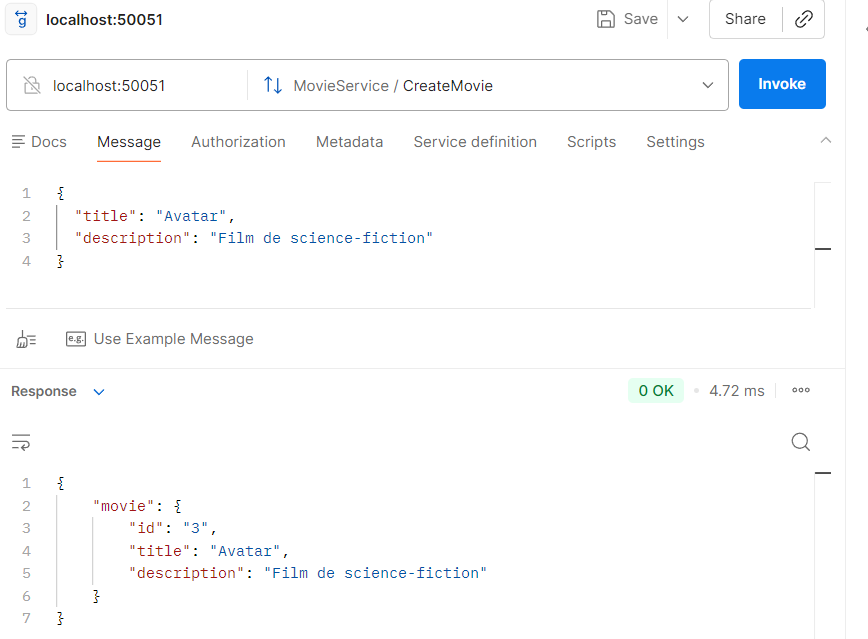 g localhost:50051 Save Share
localhost:50051 MovieService / CreateMovie Invoke
Docs Message Authorization Metadata Service definition Scripts Settings
1 {
2 "title": "Avatar",
3 "description": "Film de science-fiction"
4 }
e.g. Use Example Message
Response 0 OK 4.72 ms
1 {
2 "movie": {
3 "id": "3",
4 "title": "Avatar",
5 "description": "Film de science-fiction"
6 }
7 }